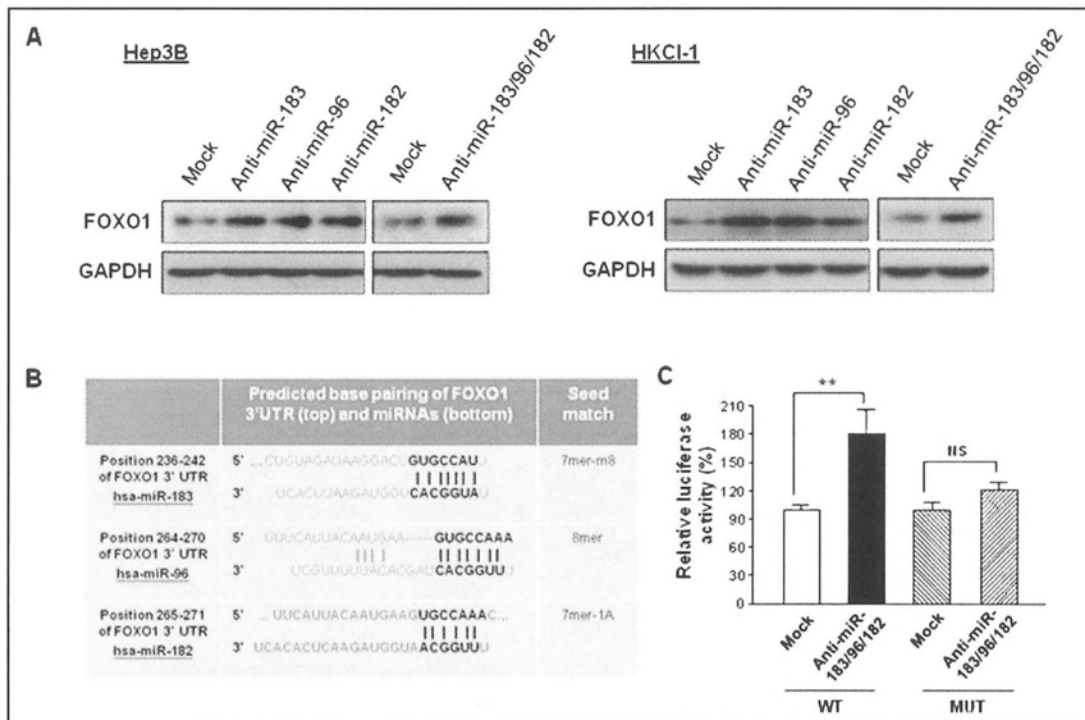 A
Hep3B
HKCI-1
Mock
Anti-miR-183
Anti-miR-96
Anti-miR-182
Mock
Anti-miR-183/96/182
Mock
Anti-miR-183
Anti-miR-96
Anti-miR-182
Mock
Anti-miR-183/96/182
FOXO1
GAPDH
FOXO1
GAPDH
B
Predicted base pairing of FOXO1
3'UTR (top) and miRNAs (bottom)
Seed
match
Position 236-242
of FOXO1 3' UTR
hsa-miR-183
5' ...CUGUAGAUAAGGACUGUGCCAUU
3' UCACUUAAGAUGGUCACGGUAU
7mer-m8
Position 264-270
of FOXO1 3' UTR
hsa-miR-96
5' UUUCAUUACAAUGAA----GUGCCAAA
3' UCGUUUUUACACGAUCACGGUUU
8mer
Position 265-271
of FOXO1 3' UTR
hsa-miR-182
5' ...UUCAUUACAAUGAAGUGCCAAAC...
3' UCACACUCAAGAUGGUAACGGUUU
7mer-1A
C
Relative luciferase
activity (%)
210
180
150
120
90
60
30
0
**
NS
Mock
Anti-miR-
183/96/182
Mock
Anti-miR-
183/96/182
WT
MUT